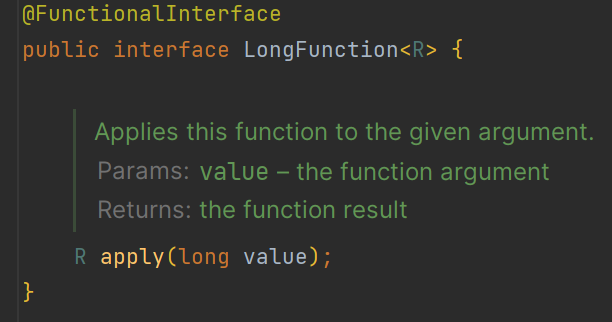 @FunctionalInterface
public interface LongFunction<R> {
Applies this function to the given argument.
Params: value – the function argument
Returns: the function result
R apply(long value);
}